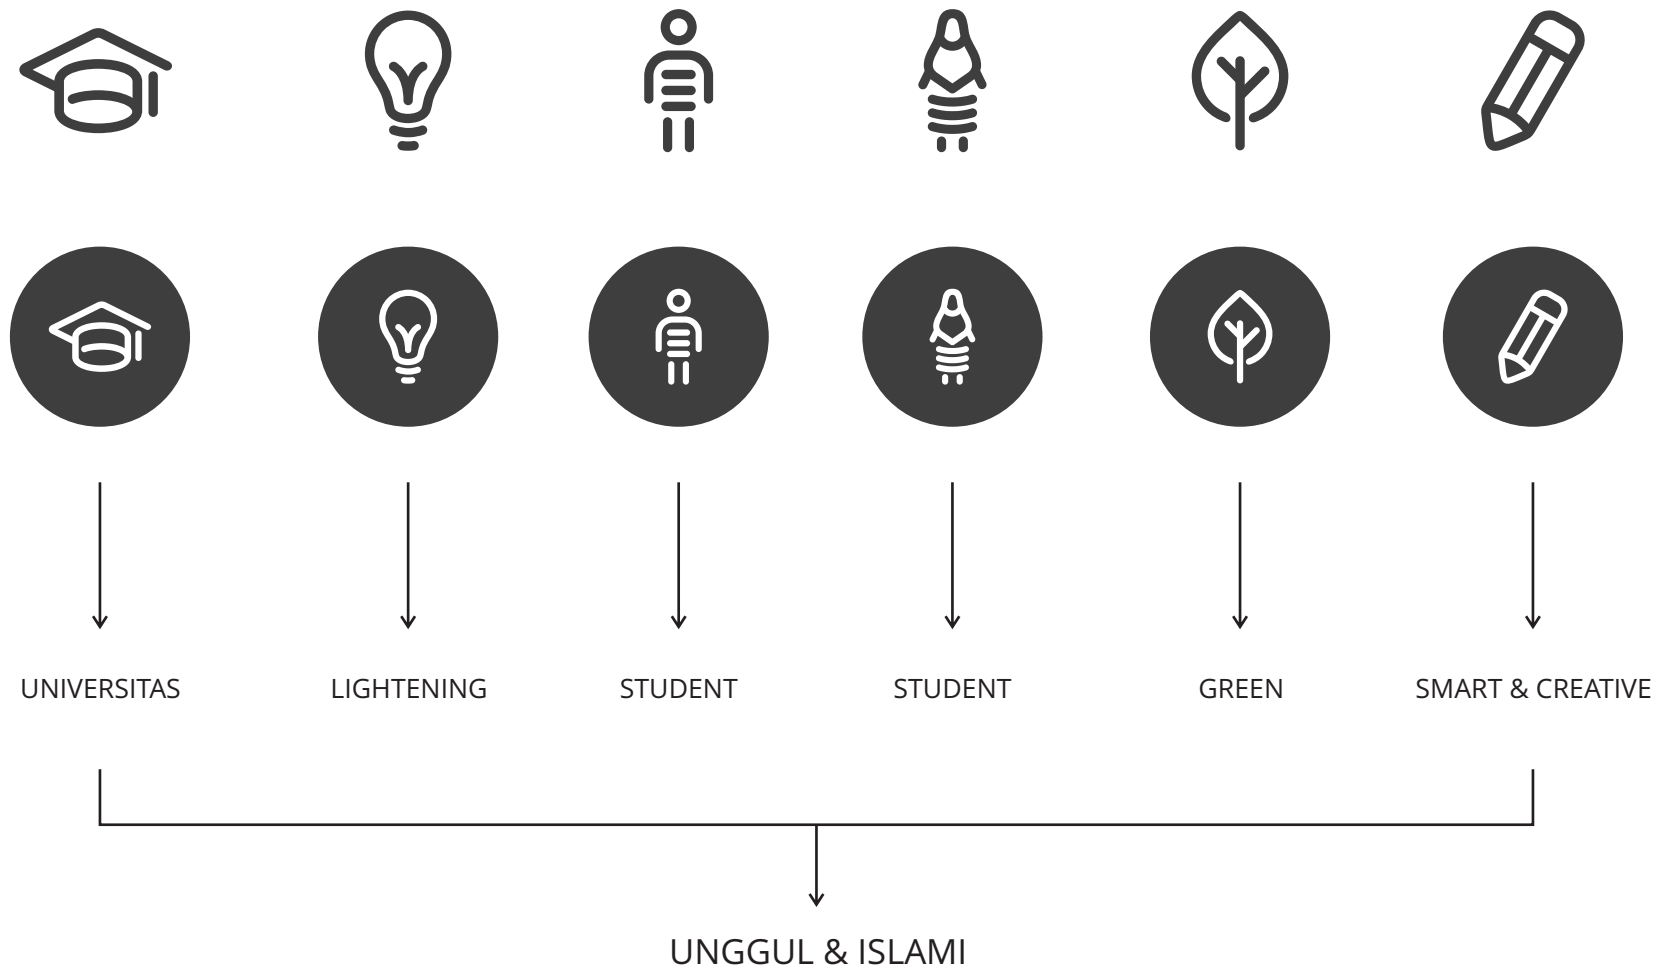 UNIVERSITAS
LIGHTENING
STUDENT
STUDENT
GREEN
SMART & CREATIVE
UNGGUL & ISLAMI